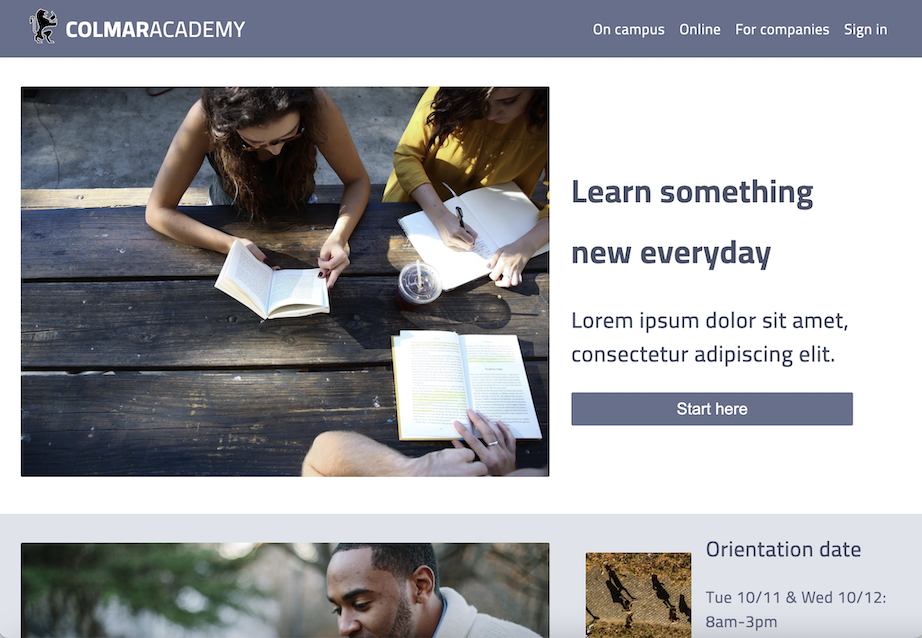 COLMARACADEMY
On campus Online For companies Sign in
Learn something
new everyday
Lorem ipsum dolor sit amet,
consectetur adipiscing elit.
Start here
Orientation date
Tue 10/11 & Wed 10/12:
8am-3pm